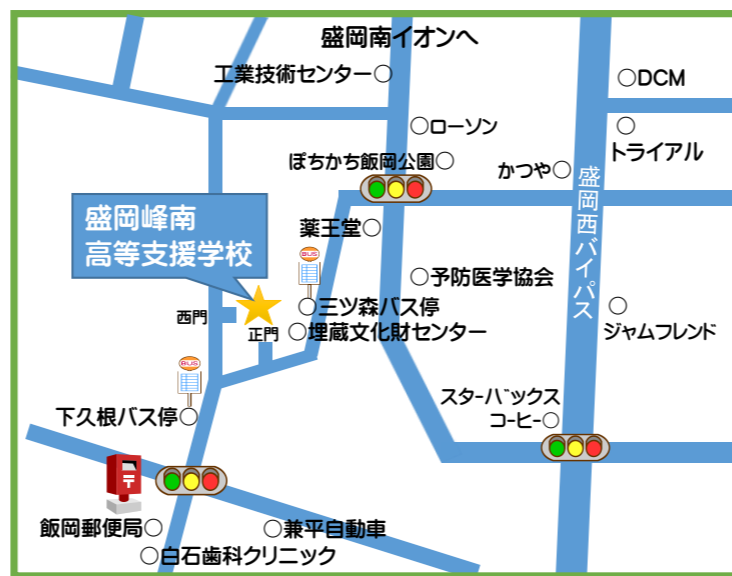 盛岡南イオンへ
工業技術センター○
○DCM
○ローソン
○
トライアル
ぽちかち飯岡公園○
かつや○
盛岡西バイパス
盛岡峰南
高等支援学校
薬王堂○
BUS
○予防医学協会
○三ツ森バス停
○
ジャムフレンド
西門
正門
○埋蔵文化財センター
BUS
スターバックス
コーヒー○
下久根バス停○
〒
飯岡郵便局○
○兼平自動車
○白石歯科クリニック